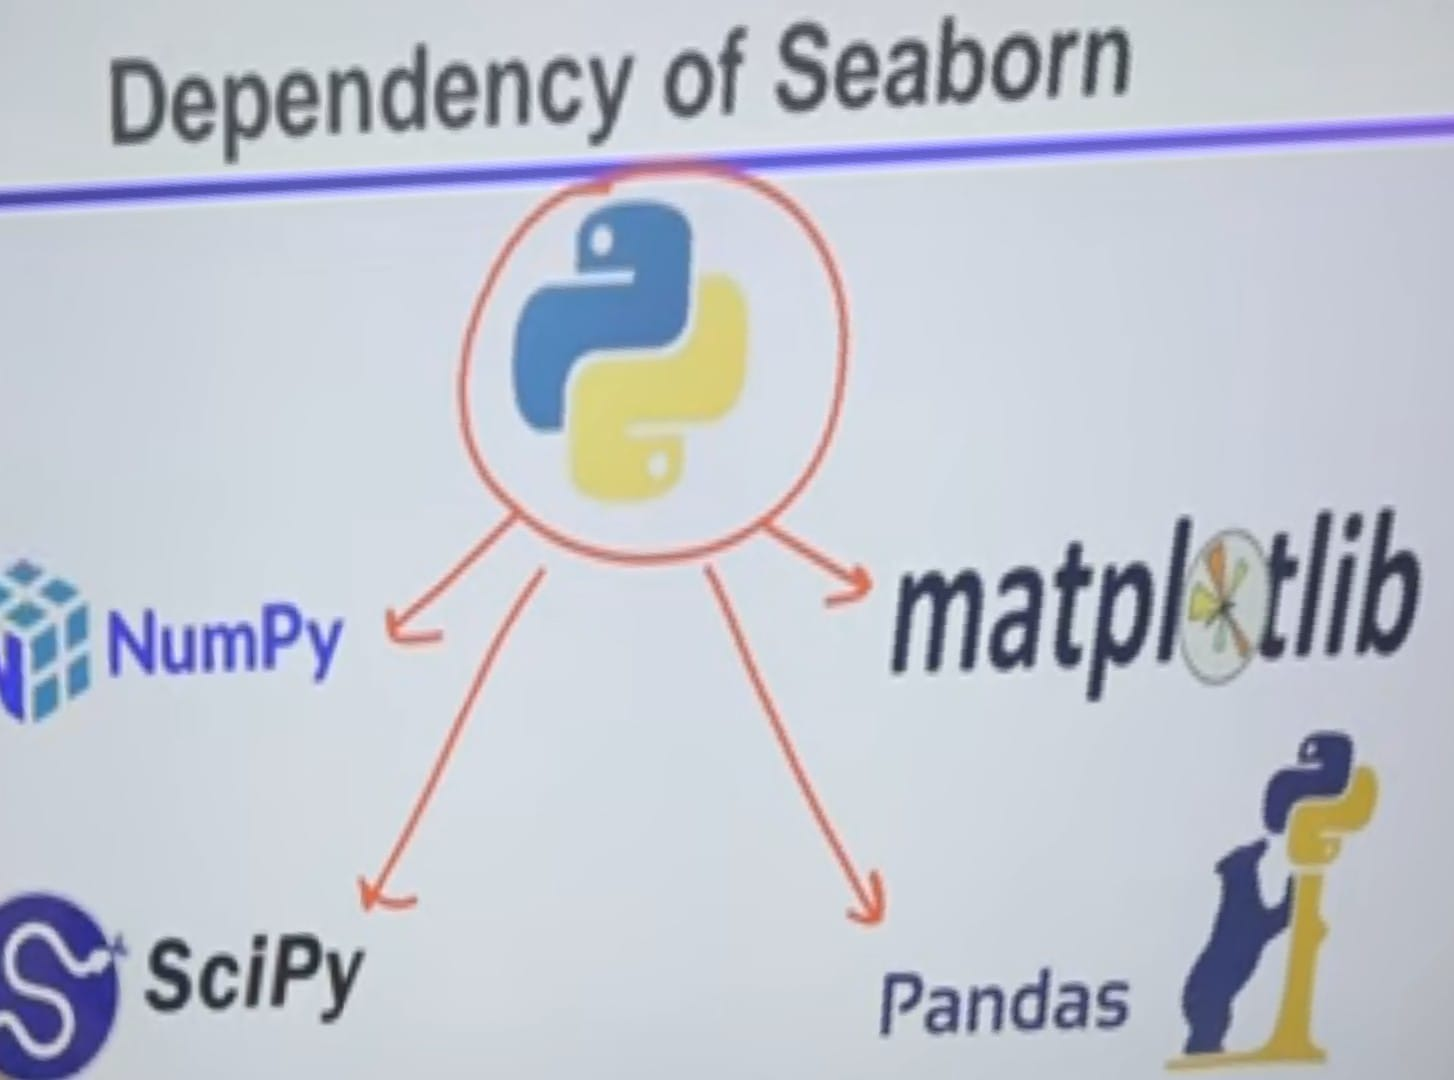 Dependency of Seaborn
NumPy
matplotlib
SciPy
Pandas